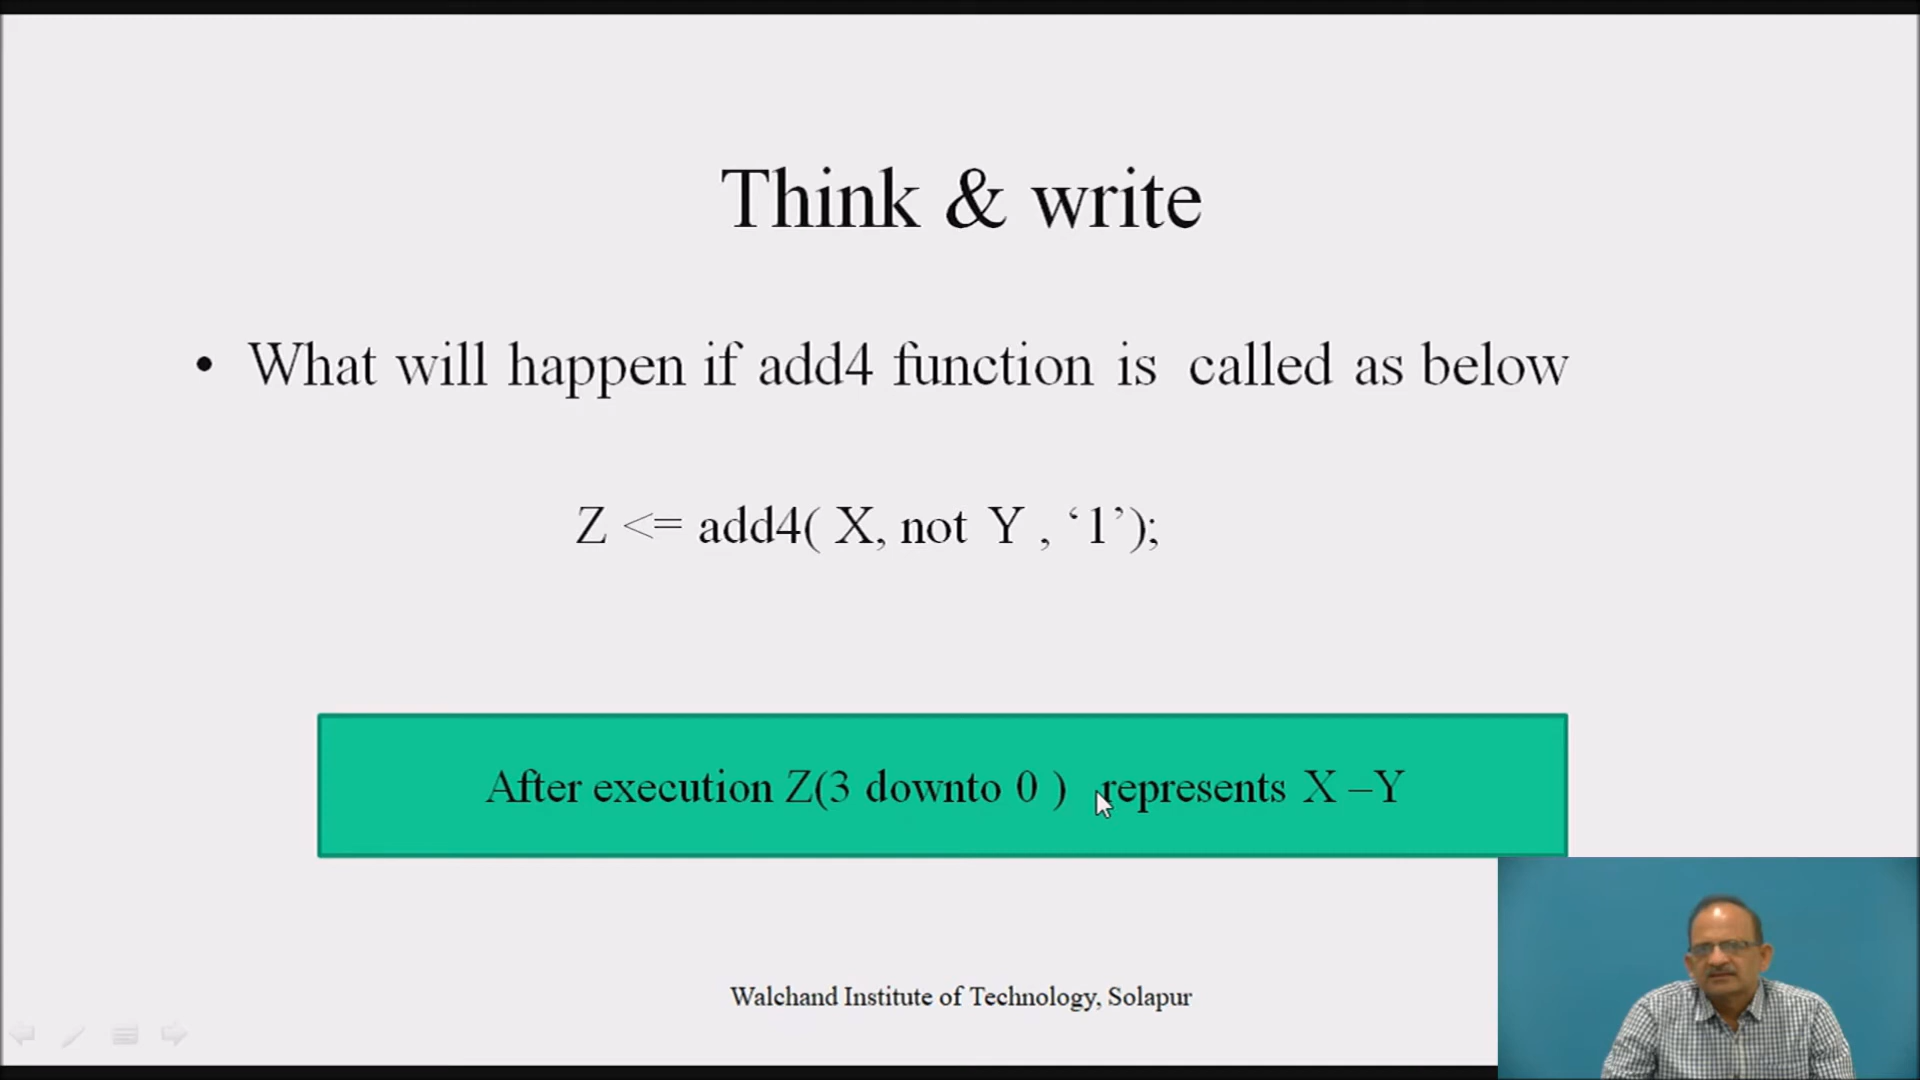 Think & write
• What will happen if add4 function is called as below
Z <= add4( X, not Y , ‘1’);
After execution Z(3 downto 0 ) represents X –Y
Walchand Institute of Technology, Solapur